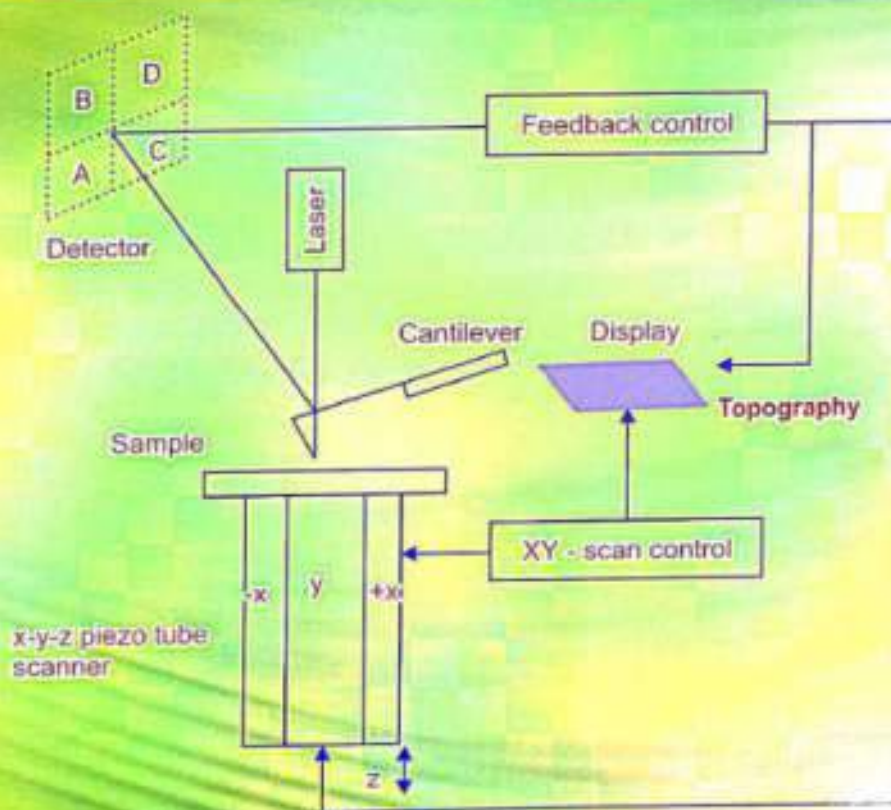 B
D
A
C
Detector
Feedback control
Laser
Cantilever
Display
Topography
Sample
XY - scan control
-x
y
+x
x-y-z piezo tube
scanner
z